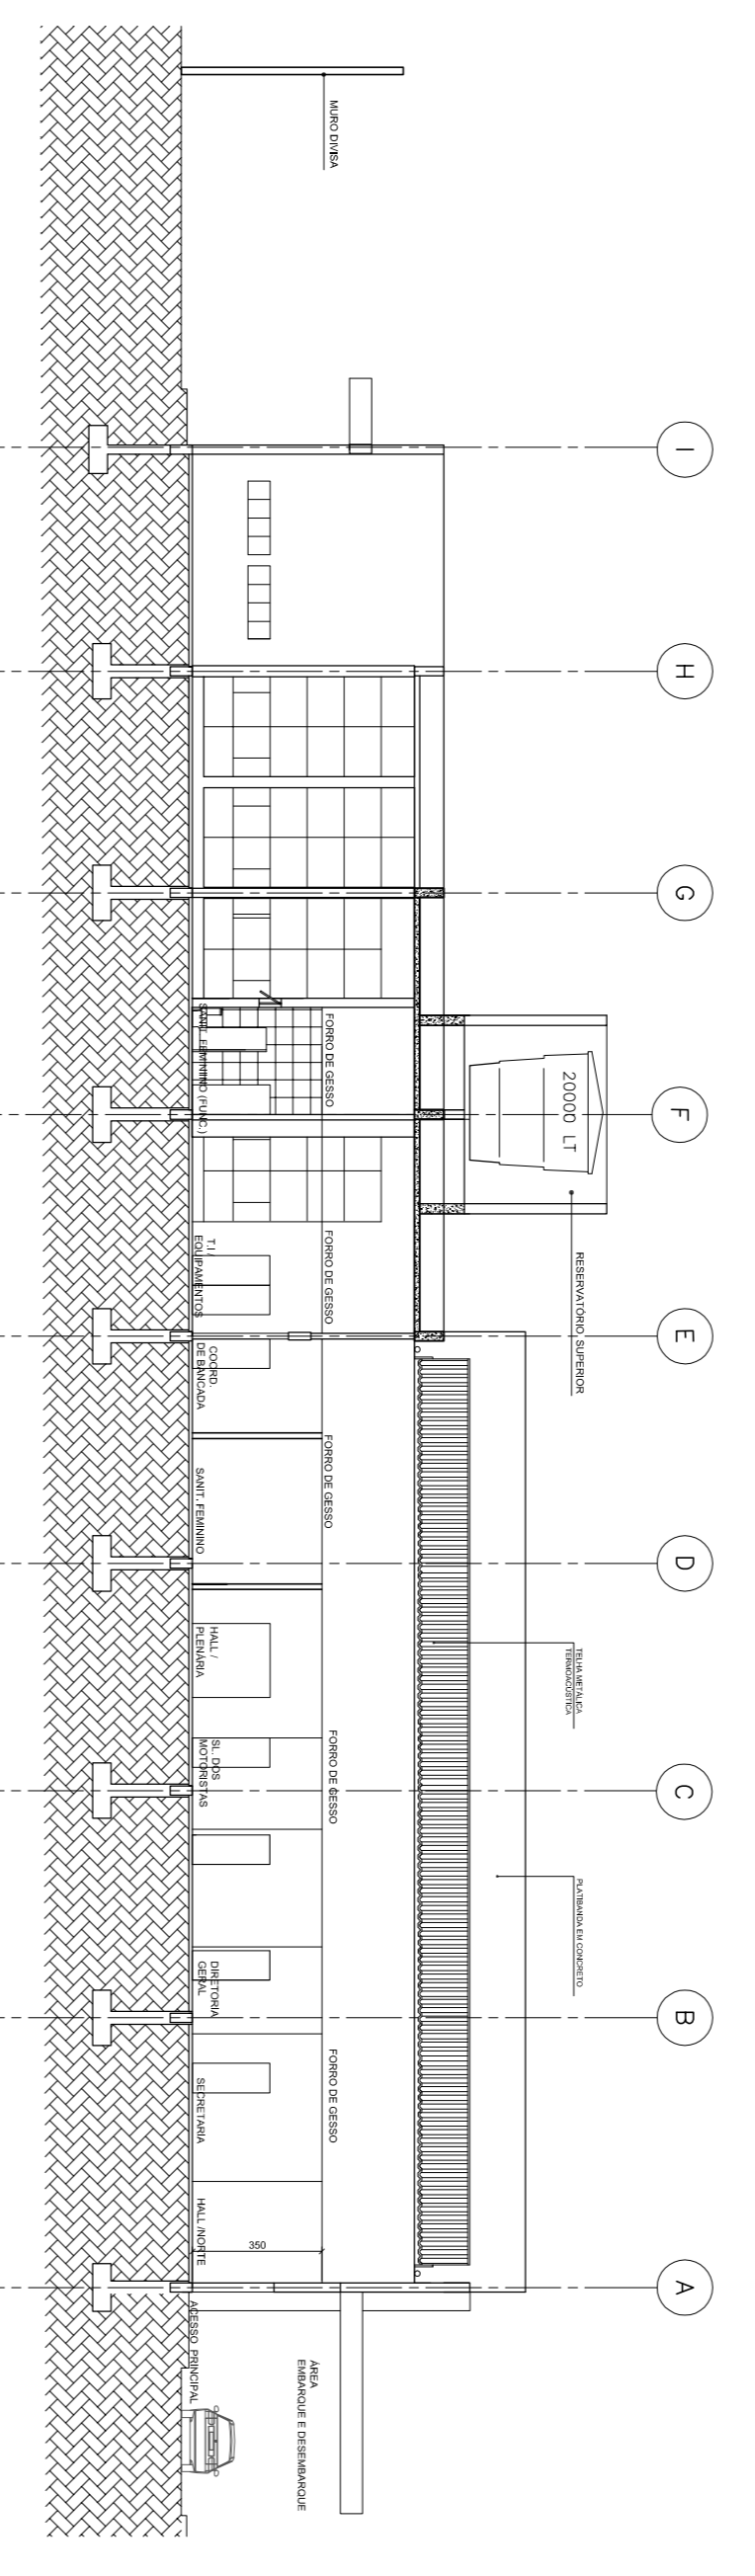 MURO DIVISA
I
H
G
F
E
D
C
B
A
20000 LT
RESERVATÓRIO SUPERIOR
TELHA METÁLICA
TERMOACÚSTICA
PLATIBANDA EM CONCRETO
FORRO DE GESSO
FORRO DE GESSO
FORRO DE GESSO
FORRO DE GESSO
FORRO DE GESSO
SANIT. FEMININO (FUNC.)
T.I /
EQUIPAMENTOS
COORD.
DE BANCADA
SANIT. FEMININO
HALL /
PLENÁRIA
SL. DOS
MOTORISTAS
DIRETORIA
GERAL
SECRETARIA
HALL /NORTE
350
ACESSO PRINCIPAL
ÁREA
EMBARQUE E DESEMBARQUE